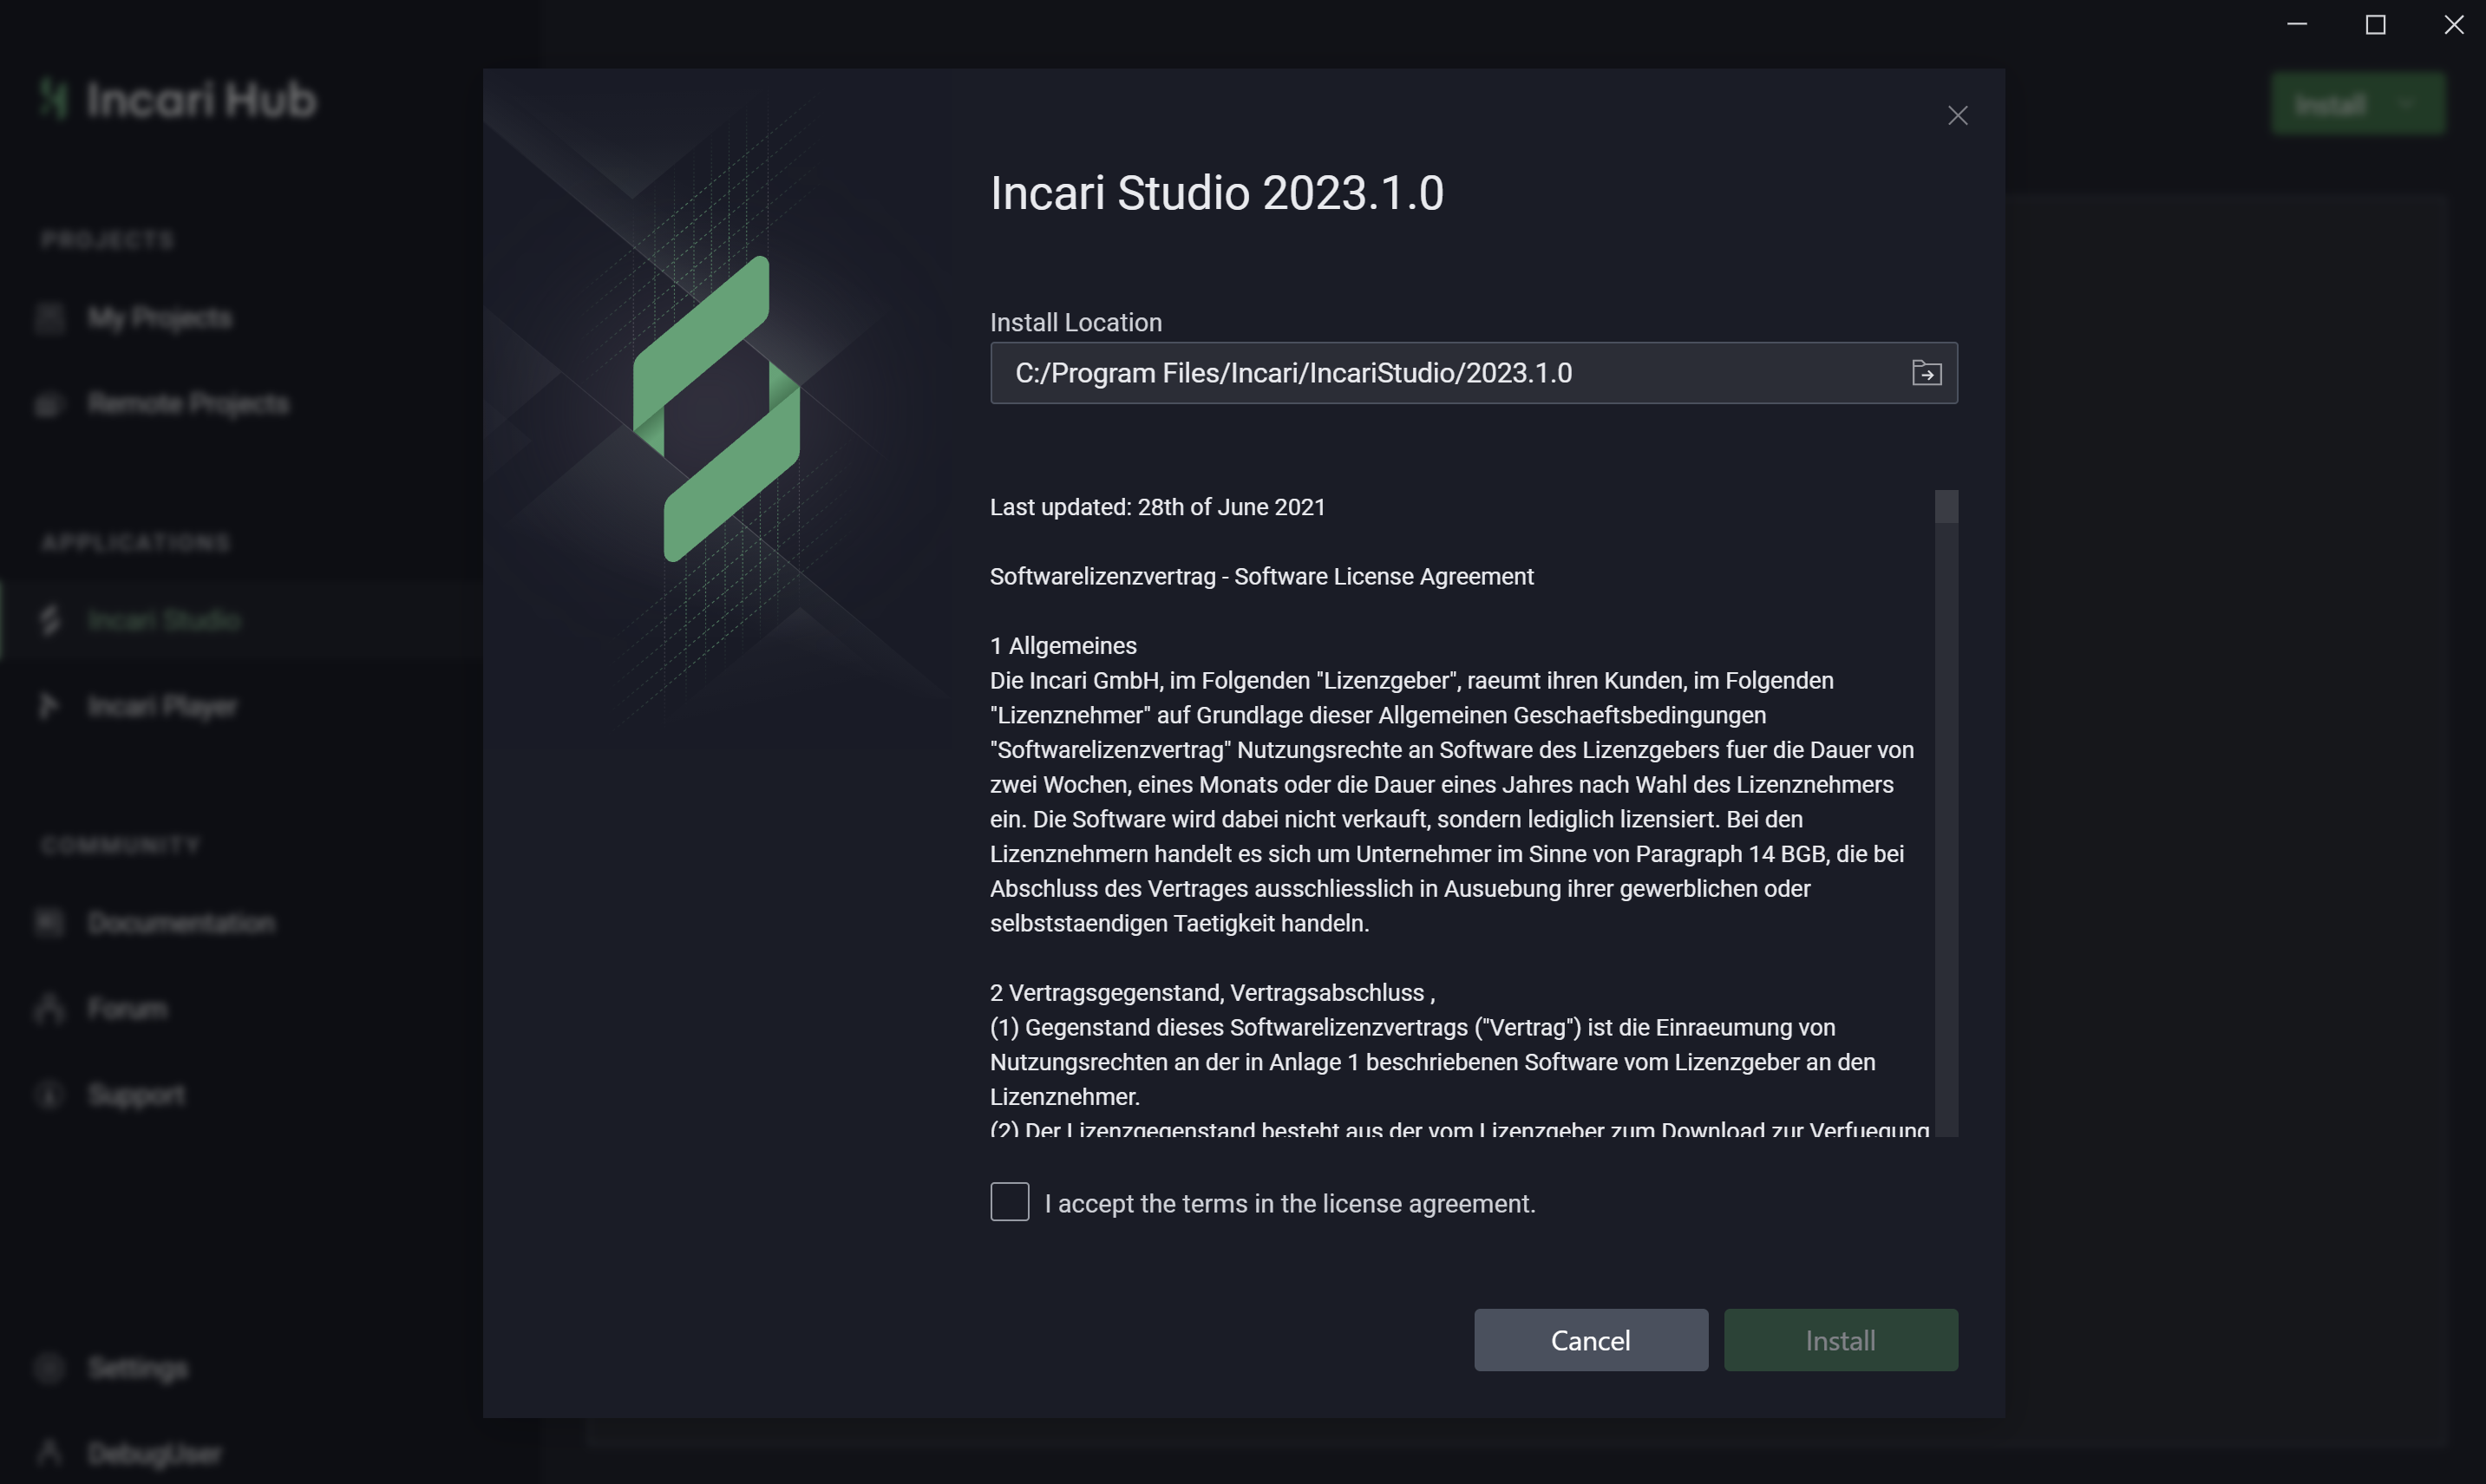 Incari Hub
Install
PROJECTS
My Projects
Remote Projects
APPLICATIONS
Incari Studio
Incari Player
COMMUNITY
Documentation
Forum
Support
Settings
DebugUser
Incari Studio 2023.1.0
Install Location
C:/Program Files/Incari/IncariStudio/2023.1.0
Last updated: 28th of June 2021
Softwarelizenzvertrag - Software License Agreement
1 Allgemeines
Die Incari GmbH, im Folgenden "Lizenzgeber", raeumt ihren Kunden, im Folgenden
"Lizenznehmer" auf Grundlage dieser Allgemeinen Geschaeftsbedingungen
"Softwarelizenzvertrag" Nutzungsrechte an Software des Lizenzgebers fuer die Dauer von
zwei Wochen, eines Monats oder die Dauer eines Jahres nach Wahl des Lizenznehmers
ein. Die Software wird dabei nicht verkauft, sondern lediglich lizensiert. Bei den
Lizenznehmern handelt es sich um Unternehmer im Sinne von Paragraph 14 BGB, die bei
Abschluss des Vertrages ausschliesslich in Ausuebung ihrer gewerblichen oder
selbststaendigen Taetigkeit handeln.
2 Vertragsgegenstand, Vertragsabschluss ,
(1) Gegenstand dieses Softwarelizenzvertrags ("Vertrag") ist die Einraeumung von
Nutzungsrechten an der in Anlage 1 beschriebenen Software vom Lizenzgeber an den
Lizenznehmer.
(2) Der Lizenzgegenstand besteht aus der vom Lizenzgeber zum Download zur Verfuegung
I accept the terms in the license agreement.
Cancel
Install